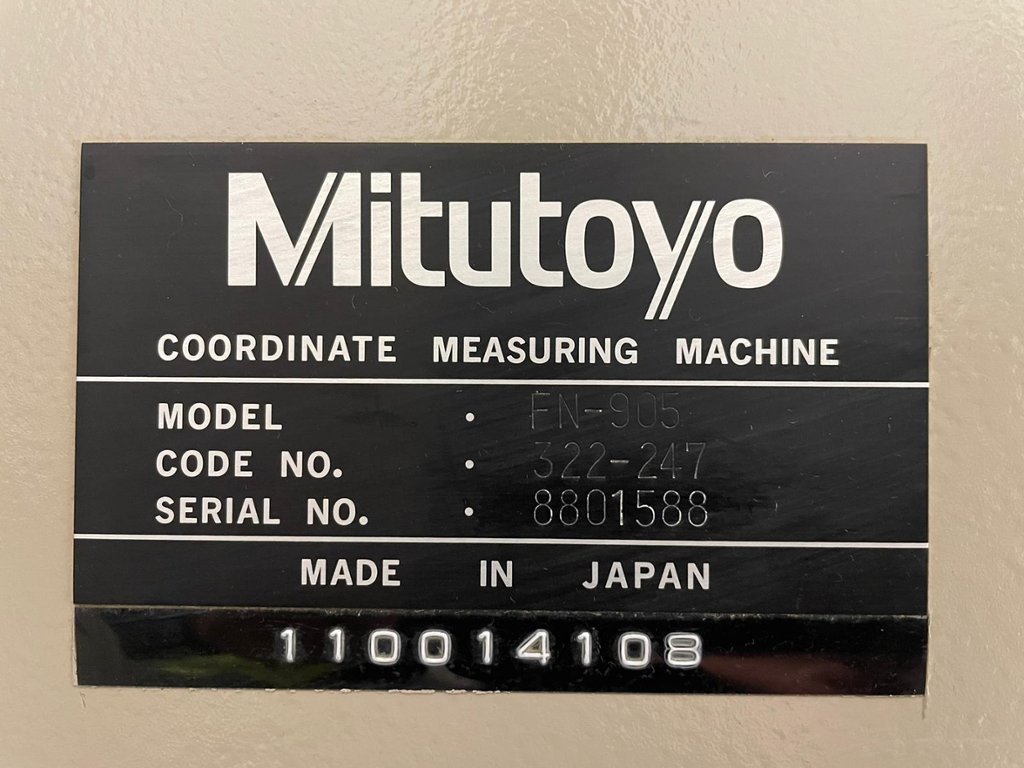 Mitutoyo
COORDINATE MEASURING MACHINE
MODEL · FN-905
CODE NO. · 322-247
SERIAL NO. · 8801588
MADE IN JAPAN
110014108